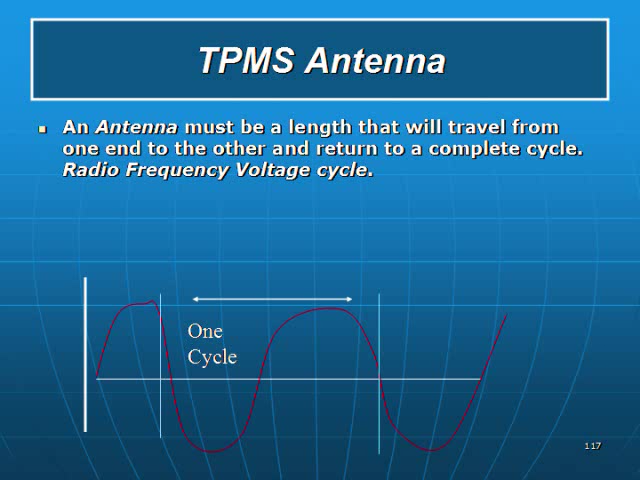 TPMS Antenna
An Antenna must be a length that will travel from
one end to the other and return to a complete cycle.
Radio Frequency Voltage cycle.
One
Cycle
117